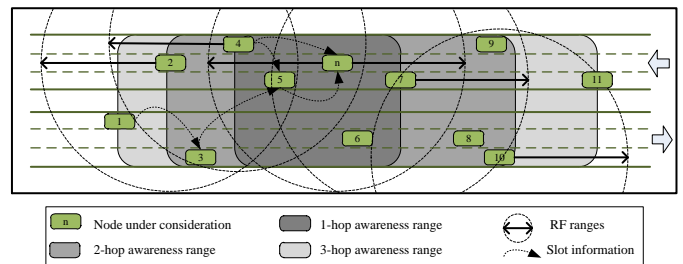 4
9
2
n
5
7
11
1
6
8
3
10
n Node under consideration
1-hop awareness range
RF ranges
2-hop awareness range
3-hop awareness range
Slot information